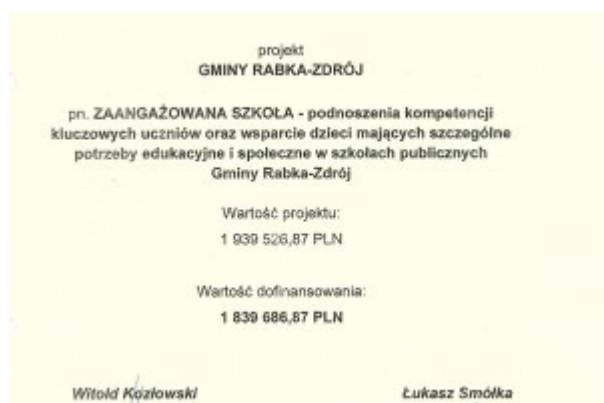 projekt
GMINY RABKA-ZDRÓJ
pn. ZAANGAŻOWANA SZKOŁA - podnoszenia kompetencji
kluczowych uczniów oraz wsparcie dzieci mających szczególne
potrzeby edukacyjne i społeczne w szkołach publicznych
Gminy Rabka-Zdrój
Wartość projektu:
1 939 526,87 PLN
Wartość dofinansowania:
1 839 686,87 PLN
Witold Kozłowski Łukasz Smółka